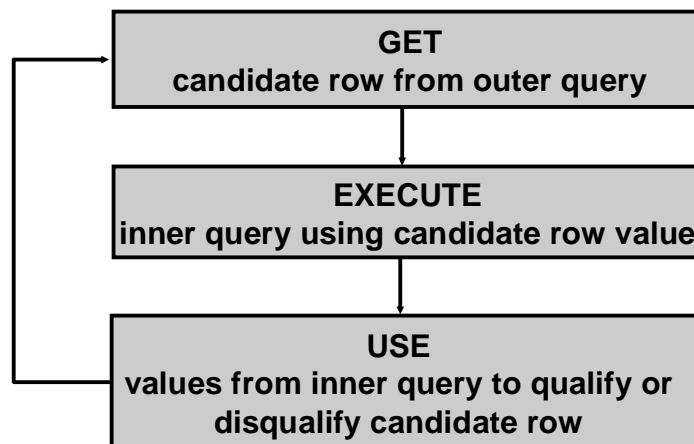 GET
candidate row from outer query
EXECUTE
inner query using candidate row value
USE
values from inner query to qualify or
disqualify candidate row